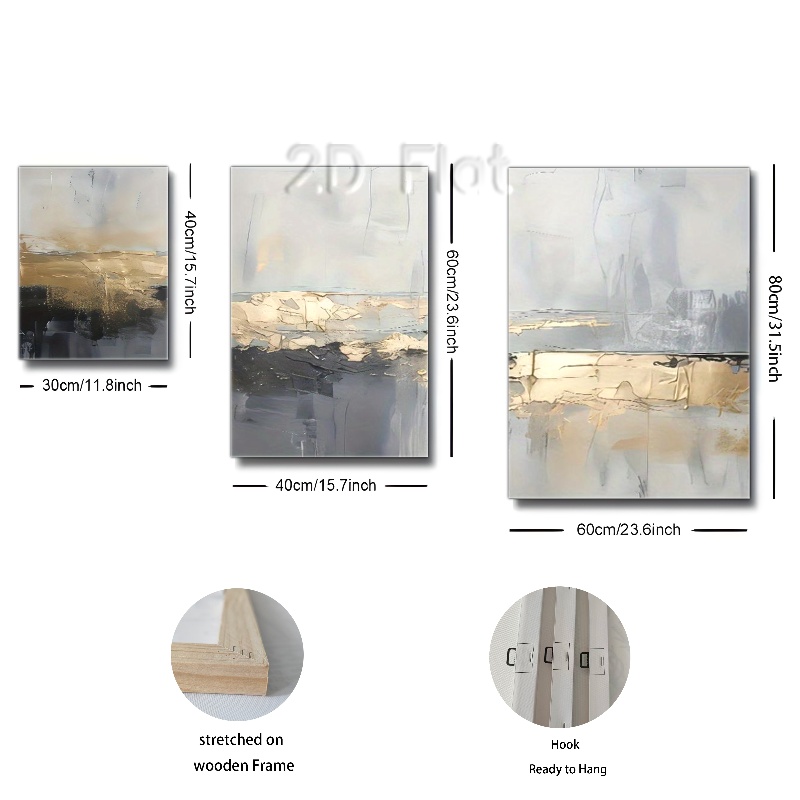 2D Flat
40cm/15.7inch
30cm/11.8inch
60cm/23.6inch
40cm/15.7inch
80cm/31.5inch
60cm/23.6inch
stretched on
wooden Frame
Hook
Ready to Hang